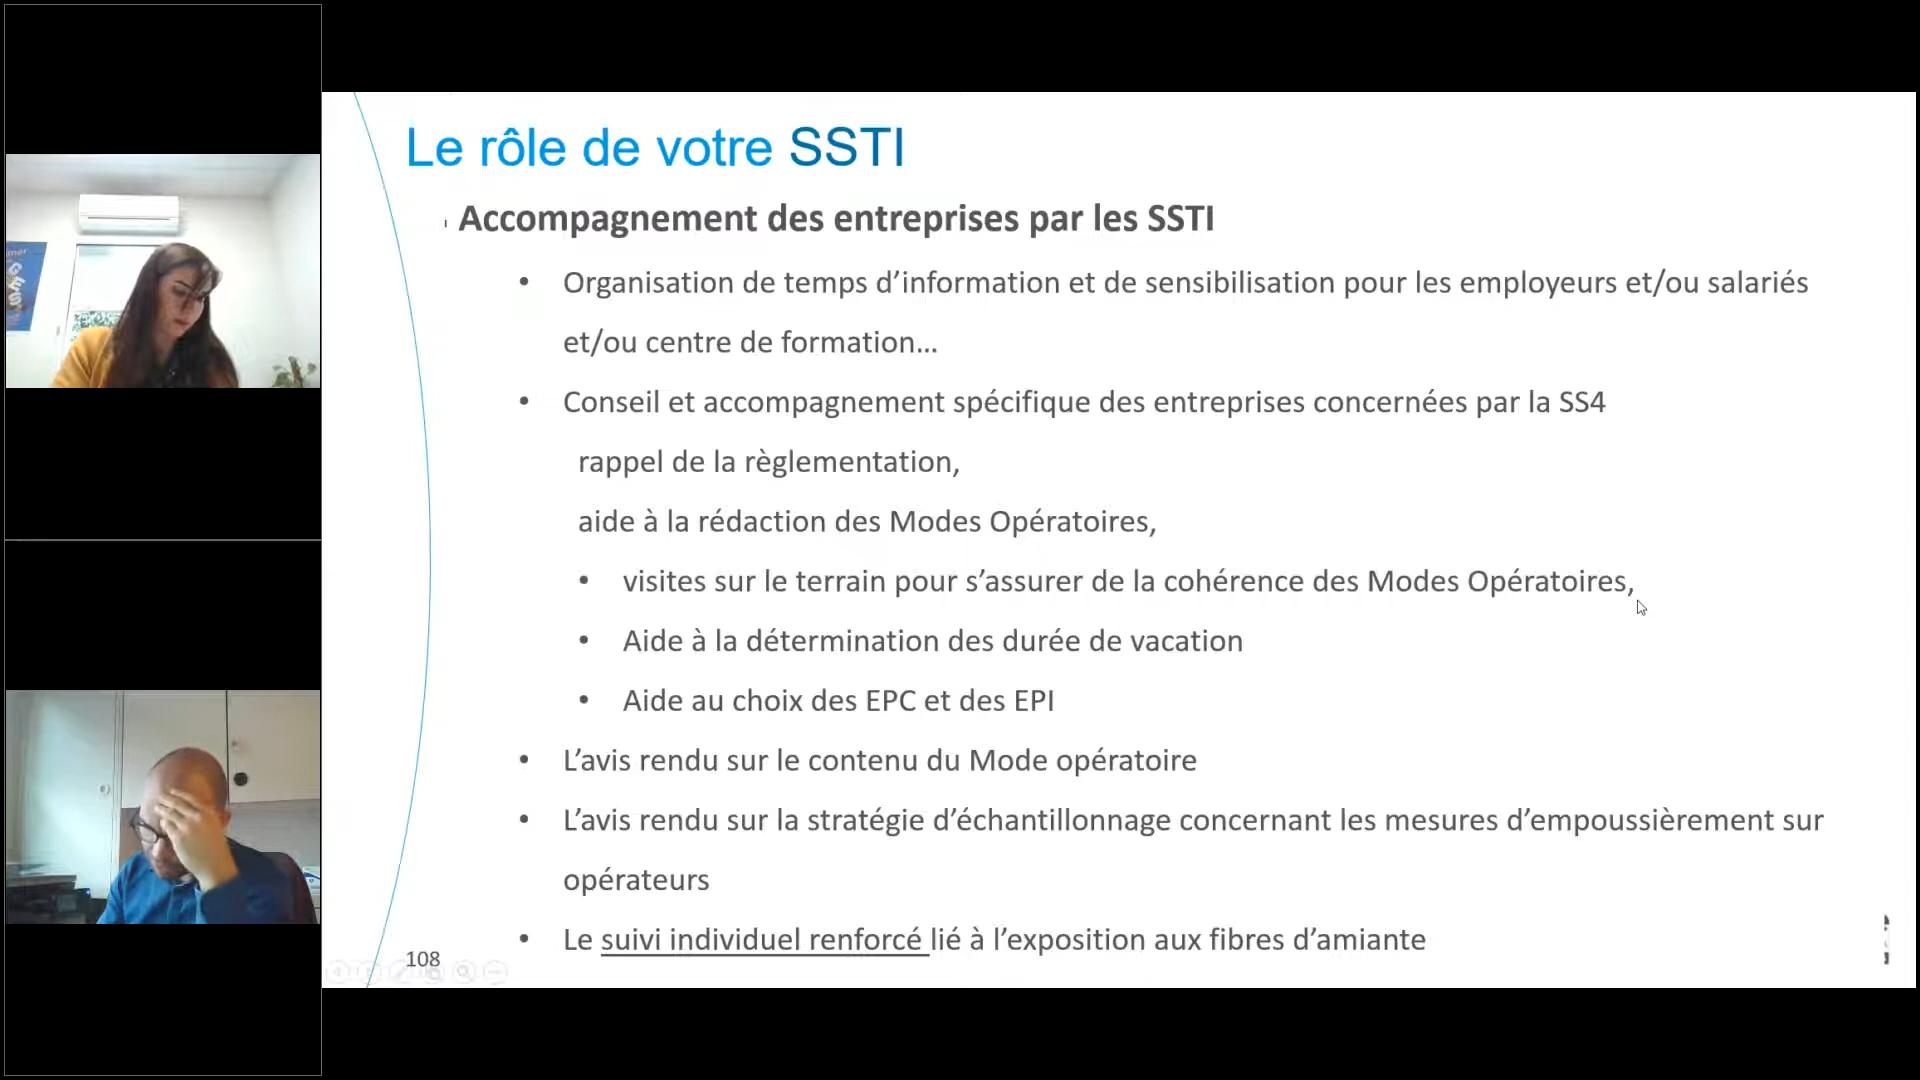 Le rôle de votre SSTI
Accompagnement des entreprises par les SSTI
• Organisation de temps d’information et de sensibilisation pour les employeurs et/ou salariés
et/ou centre de formation...
• Conseil et accompagnement spécifique des entreprises concernées par la SS4
rappel de la règlementation,
aide à la rédaction des Modes Opératoires,
• visites sur le terrain pour s’assurer de la cohérence des Modes Opératoires,
• Aide à la détermination des durée de vacation
• Aide au choix des EPC et des EPI
• L’avis rendu sur le contenu du Mode opératoire
• L’avis rendu sur la stratégie d’échantillonnage concernant les mesures d’empoussièrement sur
opérateurs
• Le suivi individuel renforcé lié à l’exposition aux fibres d’amiante
108